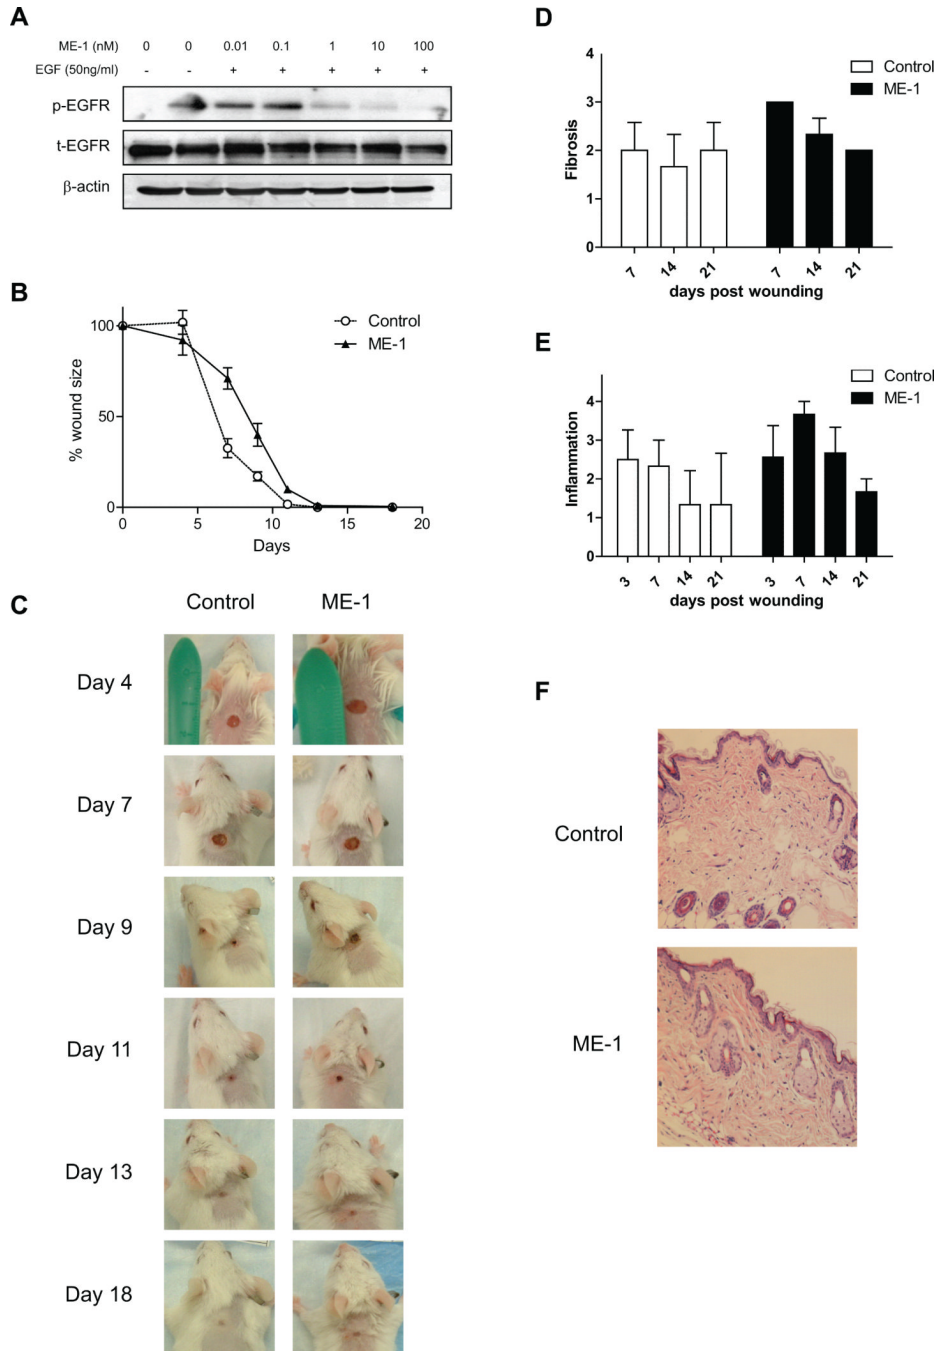 A
ME-1 (nM) 0 0 0.01 0.1 1 10 100
EGF (50ng/ml) - - + + + + +
p-EGFR
t-EGFR
β-actin
B
100
50
0
% wound size
0 5 10 15 20
Days
Control
ME-1
C
Control ME-1
Day 4
Day 7
Day 9
Day 11
Day 13
Day 18
D
4
3
2
1
0
Fibrosis
Control
ME-1
7 14 21 7 14 21
days post wounding
E
4
3
2
1
0
Inflammation
Control
ME-1
3 7 14 21 3 7 14 21
days post wounding
F
Control
ME-1